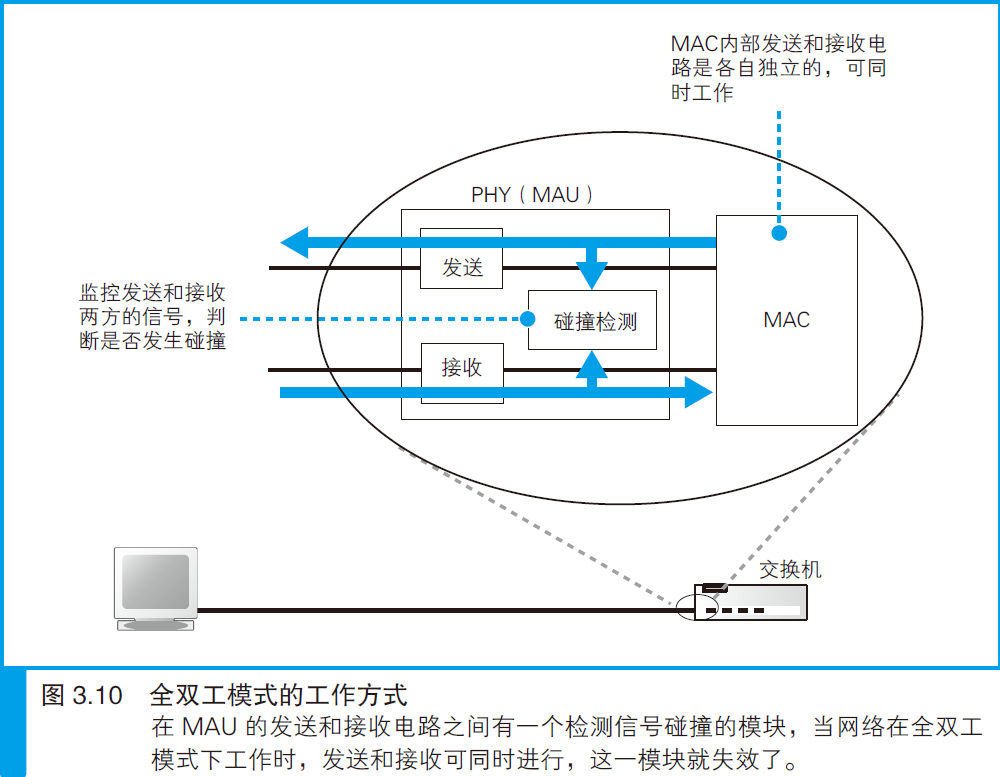 MAC内部发送和接收电
路是各自独立的，可同
时工作
PHY（MAU）
发送
监控发送和接收
两方的信号，判
断是否发生碰撞
碰撞检测
MAC
接收
交换机
图 3.10 全双工模式的工作方式
在 MAU 的发送和接收电路之间有一个检测信号碰撞的模块，当网络在全双工
模式下工作时，发送和接收可同时进行，这一模块就失效了。